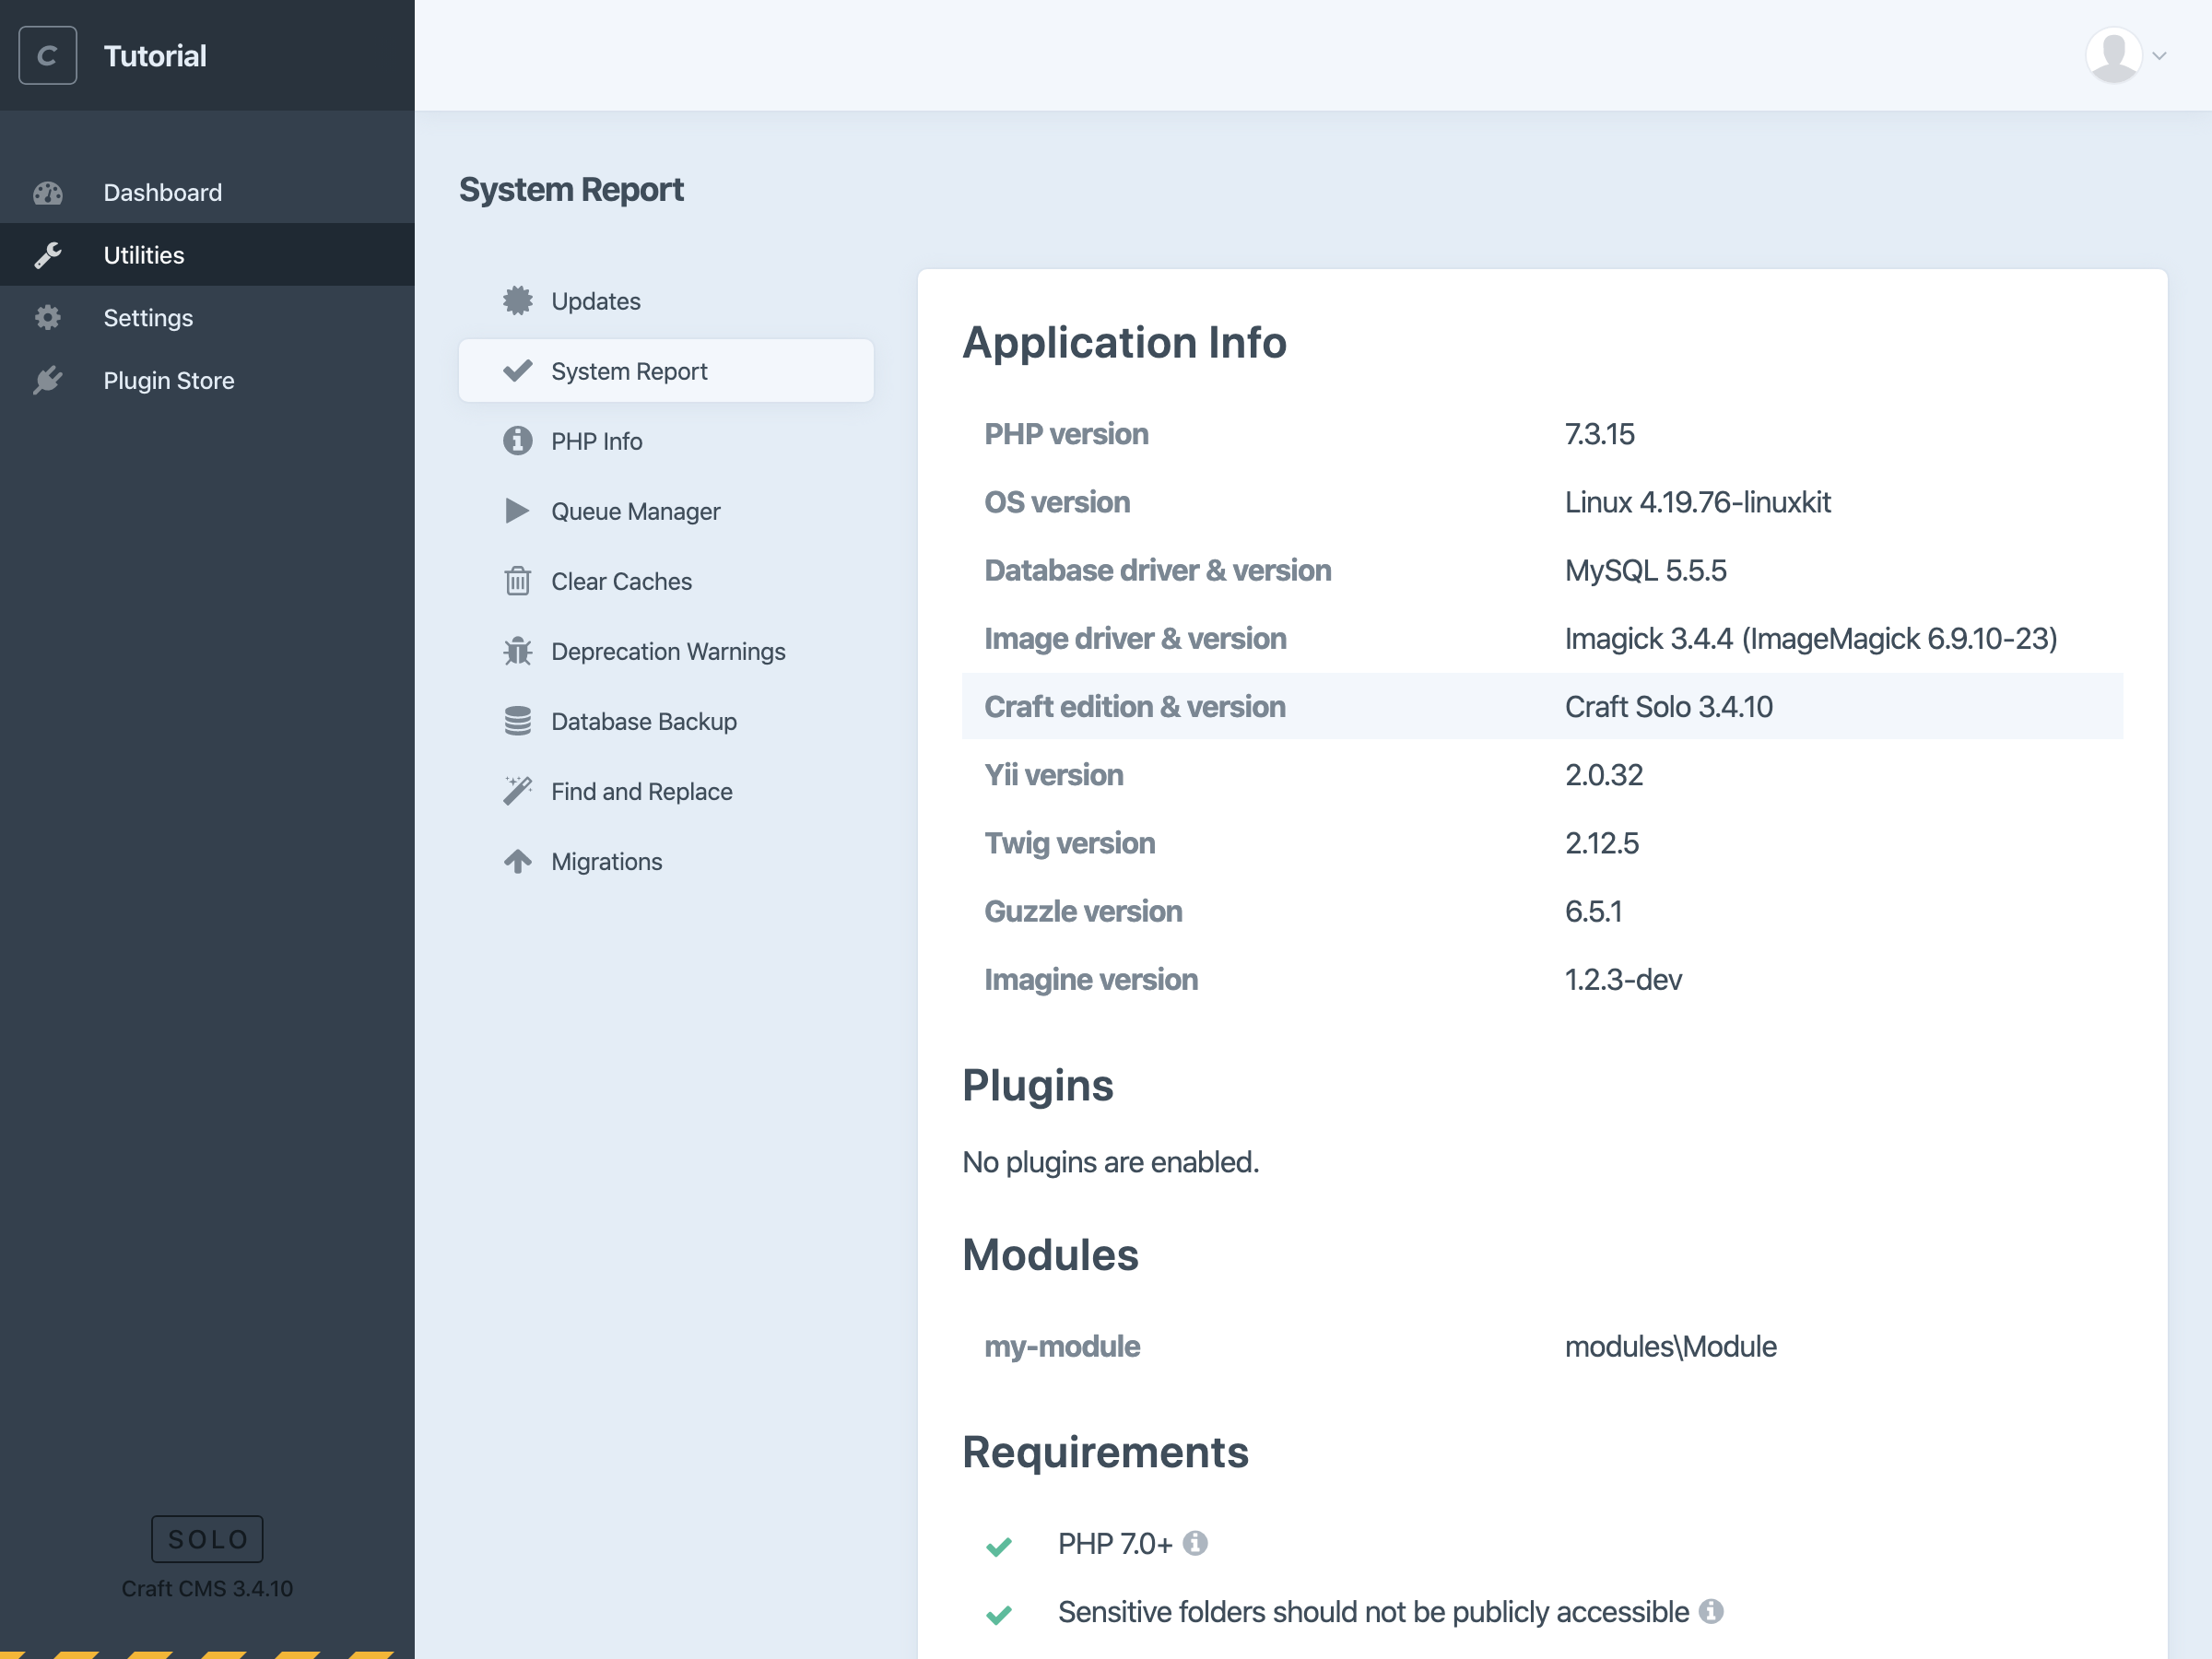 C Tutorial
Dashboard
Utilities
Settings
Plugin Store
SOLO
Craft CMS 3.4.10
System Report
Updates
System Report
PHP Info
Queue Manager
Clear Caches
Deprecation Warnings
Database Backup
Find and Replace
Migrations
Application Info
PHP version 7.3.15
OS version Linux 4.19.76-linuxkit
Database driver & version MySQL 5.5.5
Image driver & version Imagick 3.4.4 (ImageMagick 6.9.10-23)
Craft edition & version Craft Solo 3.4.10
Yii version 2.0.32
Twig version 2.12.5
Guzzle version 6.5.1
Imagine version 1.2.3-dev
Plugins
No plugins are enabled.
Modules
my-module modules\Module
Requirements
PHP 7.0+
Sensitive folders should not be publicly accessible